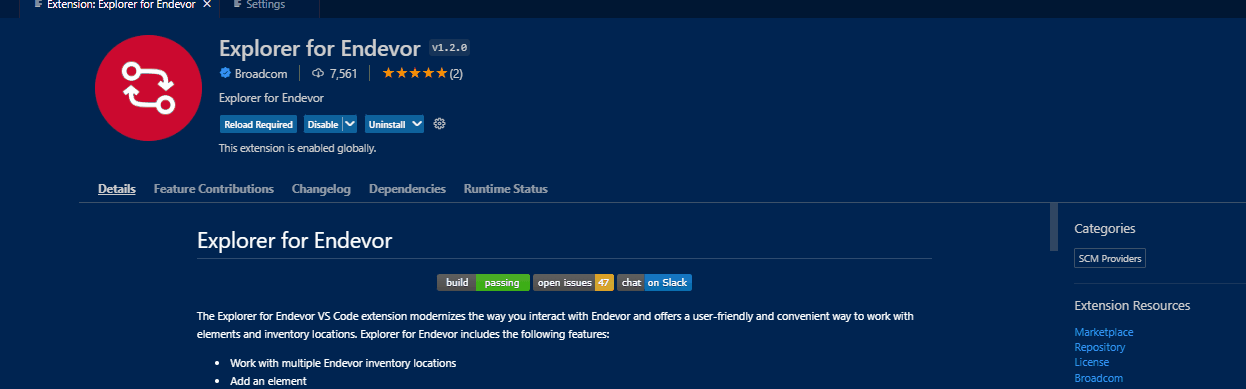 Extension: Explorer for Endevor
Settings
Explorer for Endevor v1.2.0
Broadcom 7,561 (2)
Explorer for Endevor
Reload Required Disable Uninstall
This extension is enabled globally.
Details Feature Contributions Changelog Dependencies Runtime Status
Explorer for Endevor
build passing open issues 47 chat on Slack
The Explorer for Endevor VS Code extension modernizes the way you interact with Endevor and offers a user-friendly and convenient way to work with
elements and inventory locations. Explorer for Endevor includes the following features:
• Work with multiple Endevor inventory locations
• Add an element
Categories
SCM Providers
Extension Resources
Marketplace
Repository
License
Broadcom